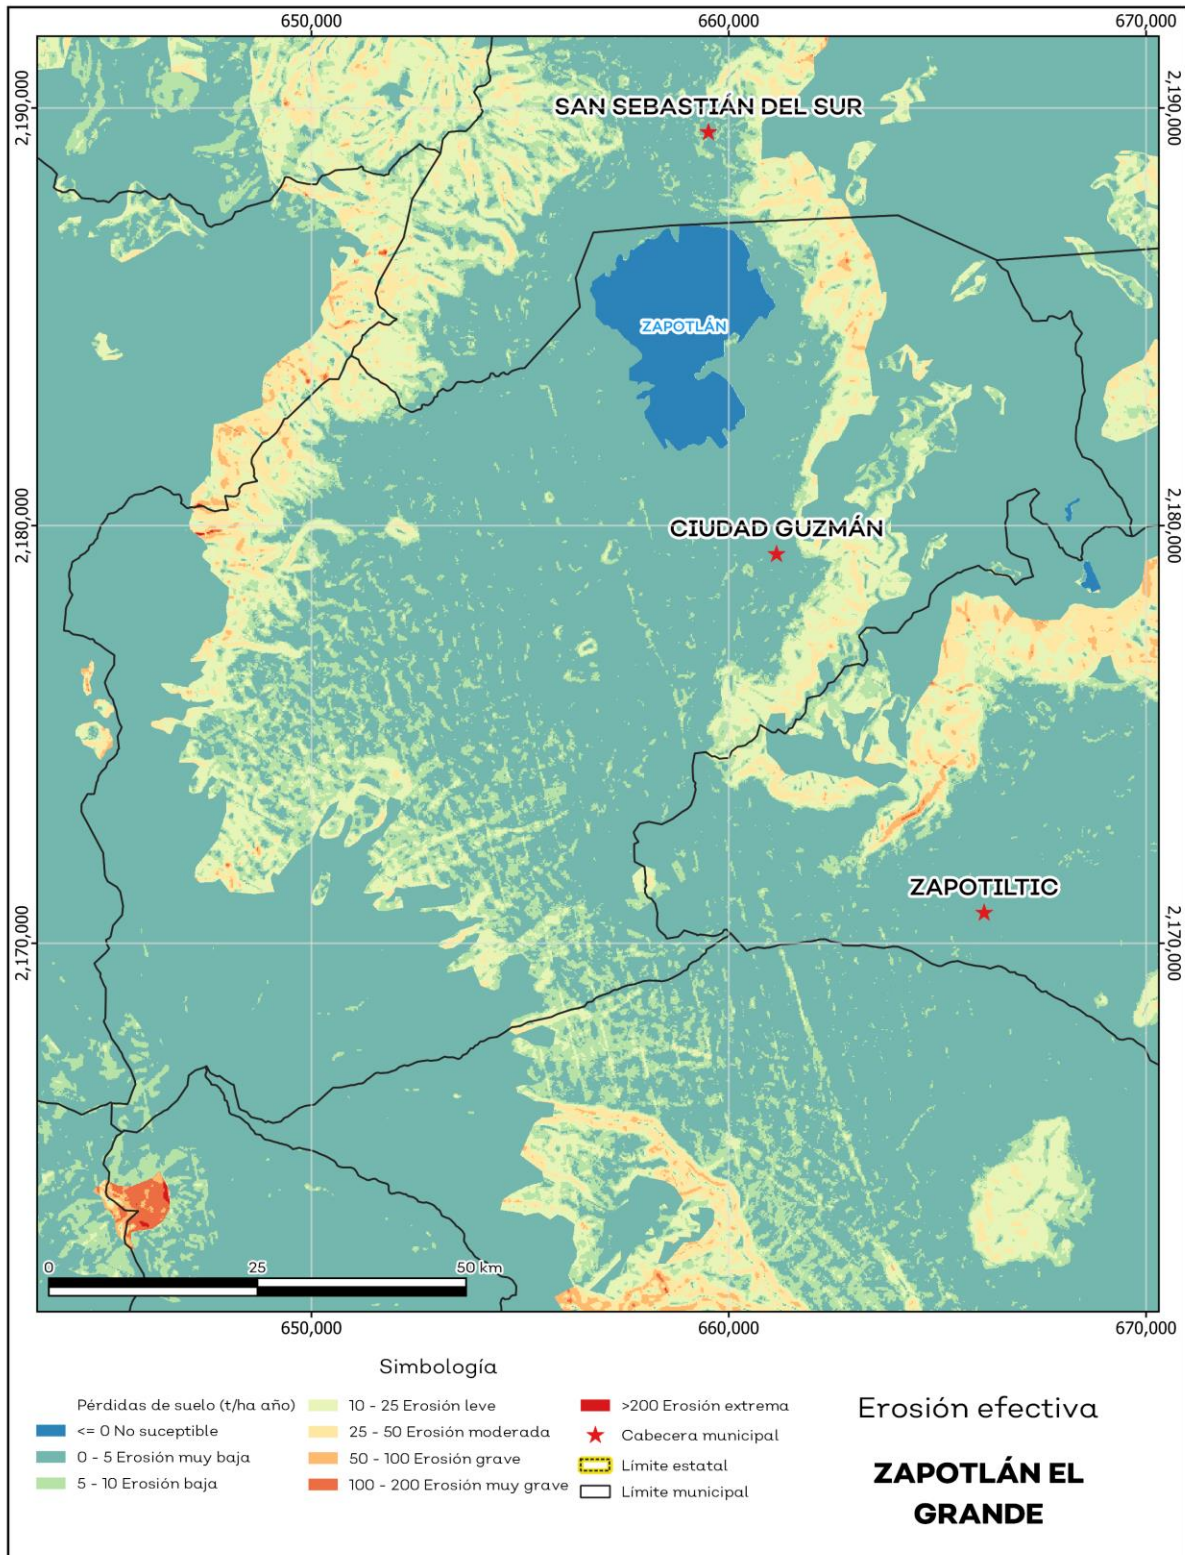 650,000
660,000
670,000
2,190,000
2,190,000
SAN SEBASTIÁN DEL SUR
ZAPOTLÁN
2,180,000
2,180,000
CIUDAD GUZMÁN
ZAPOTILTIC
2,170,000
2,170,000
0
25
50 km
650,000
660,000
670,000
Simbología
Pérdidas de suelo (t/ha año)
<= 0 No suceptible
0 - 5 Erosión muy baja
5 - 10 Erosión baja
10 - 25 Erosión leve
25 - 50 Erosión moderada
50 - 100 Erosión grave
100 - 200 Erosión muy grave
>200 Erosión extrema
Cabecera municipal
Límite estatal
Límite municipal
Erosión efectiva
ZAPOTLÁN EL
GRANDE